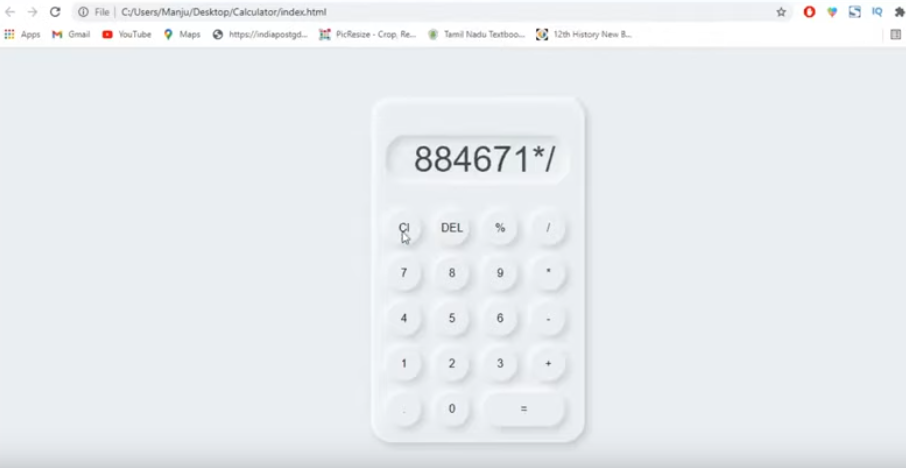 File | C:/Users/Manju/Desktop/Calculator/index.html IQ
Apps Gmail YouTube Maps https://indiapostgd... PicResize - Crop, Re... Tamil Nadu Textboo... 12th History New B...
884671*/
Cl DEL % /
7 8 9 *
4 5 6 -
1 2 3 +
. 0 =